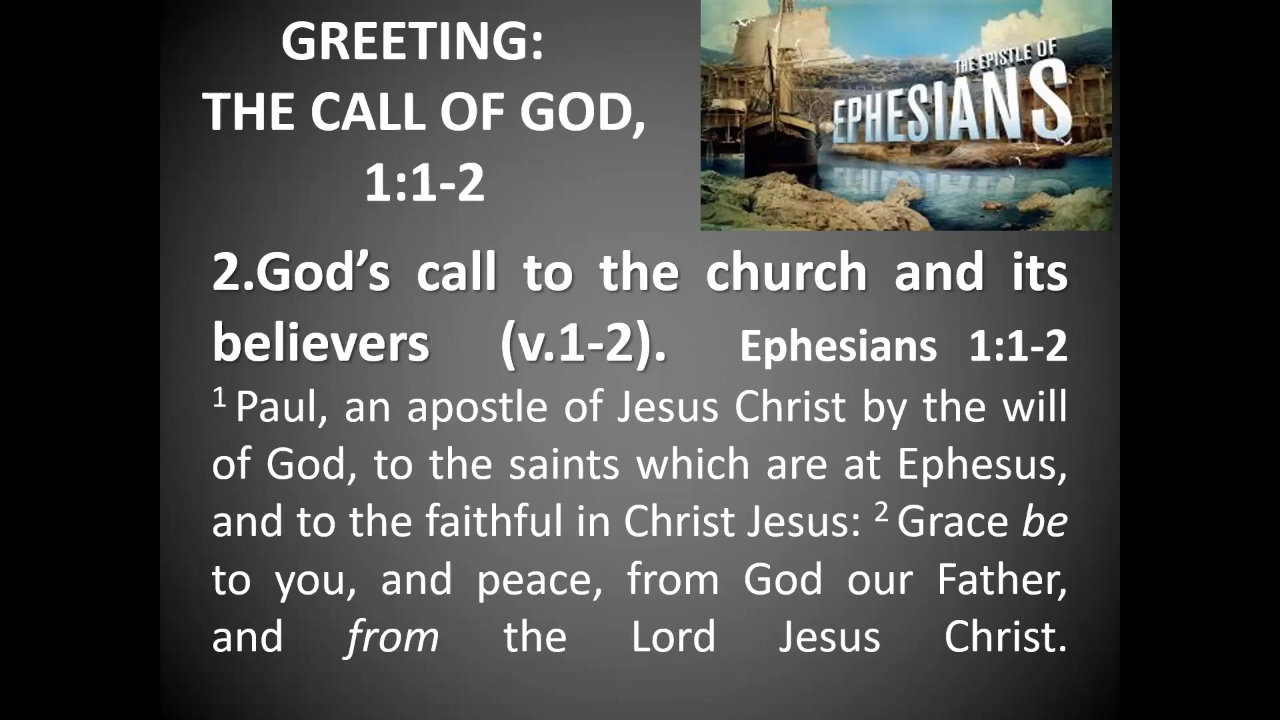 GREETING:
THE CALL OF GOD,
1:1-2
THE EPISTLE OF
EPHESIANS
2.God’s call to the church and its
believers (v.1-2). Ephesians 1:1-2
¹ Paul, an apostle of Jesus Christ by the will
of God, to the saints which are at Ephesus,
and to the faithful in Christ Jesus: ² Grace be
to you, and peace, from God our Father,
and from the Lord Jesus Christ.